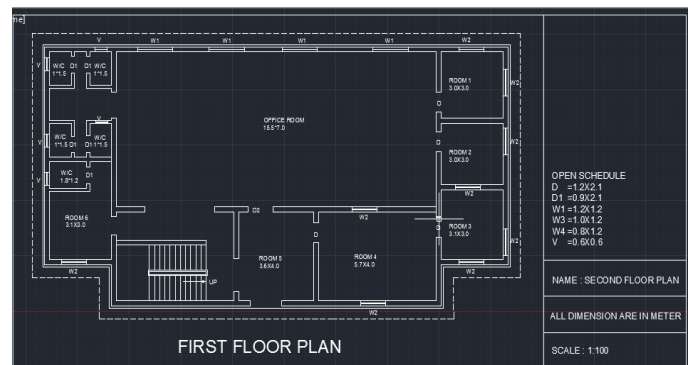 me]
V W1 W1 W1 W1 W2
V W/C D1 D1 W/C
1*1.5 1*1.5
ROOM 1
3.0X3.0
W2
D
OFFICE ROOM
15.5*7.0
V
V W/C D1 D1 W/C
1*1.5 1*1.5
D
W2
ROOM 2
3.0X3.0
V W/C D1
1.8*1.2
W2
D2
W2
ROOM 6
3.1X3.0
D
D
ROOM 3
3.1X3.0
W2
ROOM 5
3.6X4.0
ROOM 4
5.7X4.0
W2
UP
W2
W2
FIRST FLOOR PLAN
OPEN SCHEDULE
D =1.2X2.1
D1 =0.9X2.1
W1 =1.2X1.2
W3 =1.0X1.2
W4 =0.8X1.2
V =0.6X0.6
NAME : SECOND FLOOR PLAN
ALL DIMENSION ARE IN METER
SCALE : 1:100